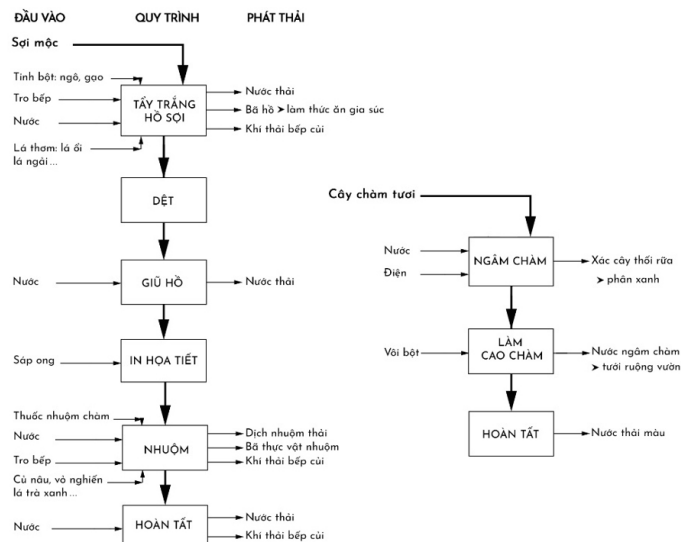 ĐẦU VÀO QUY TRÌNH PHÁT THẢI
Sợi mộc
Tinh bột: ngô, gạo
Tro bếp
Nước
Lá thơm: lá ổi
lá ngải...
TẨY TRẮNG
HỒ SỢI
Nước thải
Bã hồ ➤ làm thức ăn gia súc
Khí thải bếp củi
DỆT
Nước
GIŨ HỒ
Nước thải
Sáp ong
IN HỌA TIẾT
Thuốc nhuộm chàm
Nước
Tro bếp
Củ nâu, vỏ nghiến
lá trà xanh...
NHUỘM
Dịch nhuộm thải
Bã thực vật nhuộm
Khí thải bếp củi
Nước
HOÀN TẤT
Nước thải
Khí thải bếp củi
Cây chàm tươi
Nước
Điện
NGÂM CHÀM
Xác cây thối rữa
➤ phân xanh
Vôi bột
LÀM
CAO CHÀM
Nước ngâm chàm
➤ tưới ruộng vườn
HOÀN TẤT
Nước thải màu